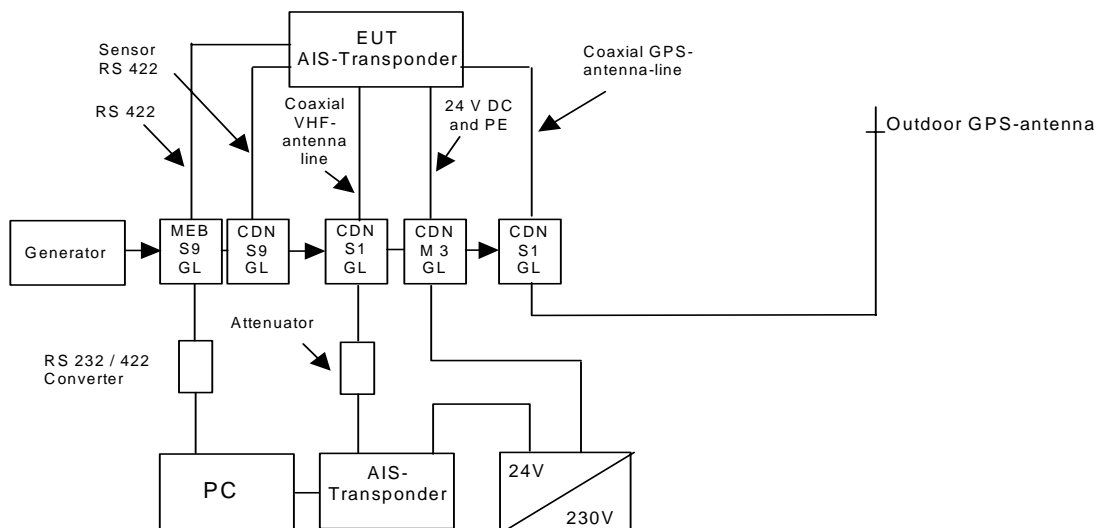 EUT
AIS-Transponder
Sensor
RS 422
RS 422
Coaxial
VHF-
antenna
line
24 V DC
and PE
Coaxial GPS-
antenna-line
Outdoor GPS-antenna
Generator
MEB
S9
GL
CDN
S9
GL
CDN
S1
GL
CDN
M3
GL
CDN
S1
GL
Attenuator
RS 232 / 422
Converter
PC
AIS-
Transponder
24V
230V